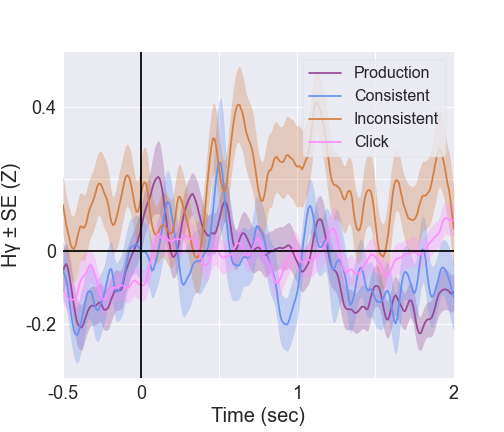 Production
Consistent
Inconsistent
Click
0.4
0
-0.2
Hγ ± SE (Z)
-0.5
0
1
2
Time (sec)